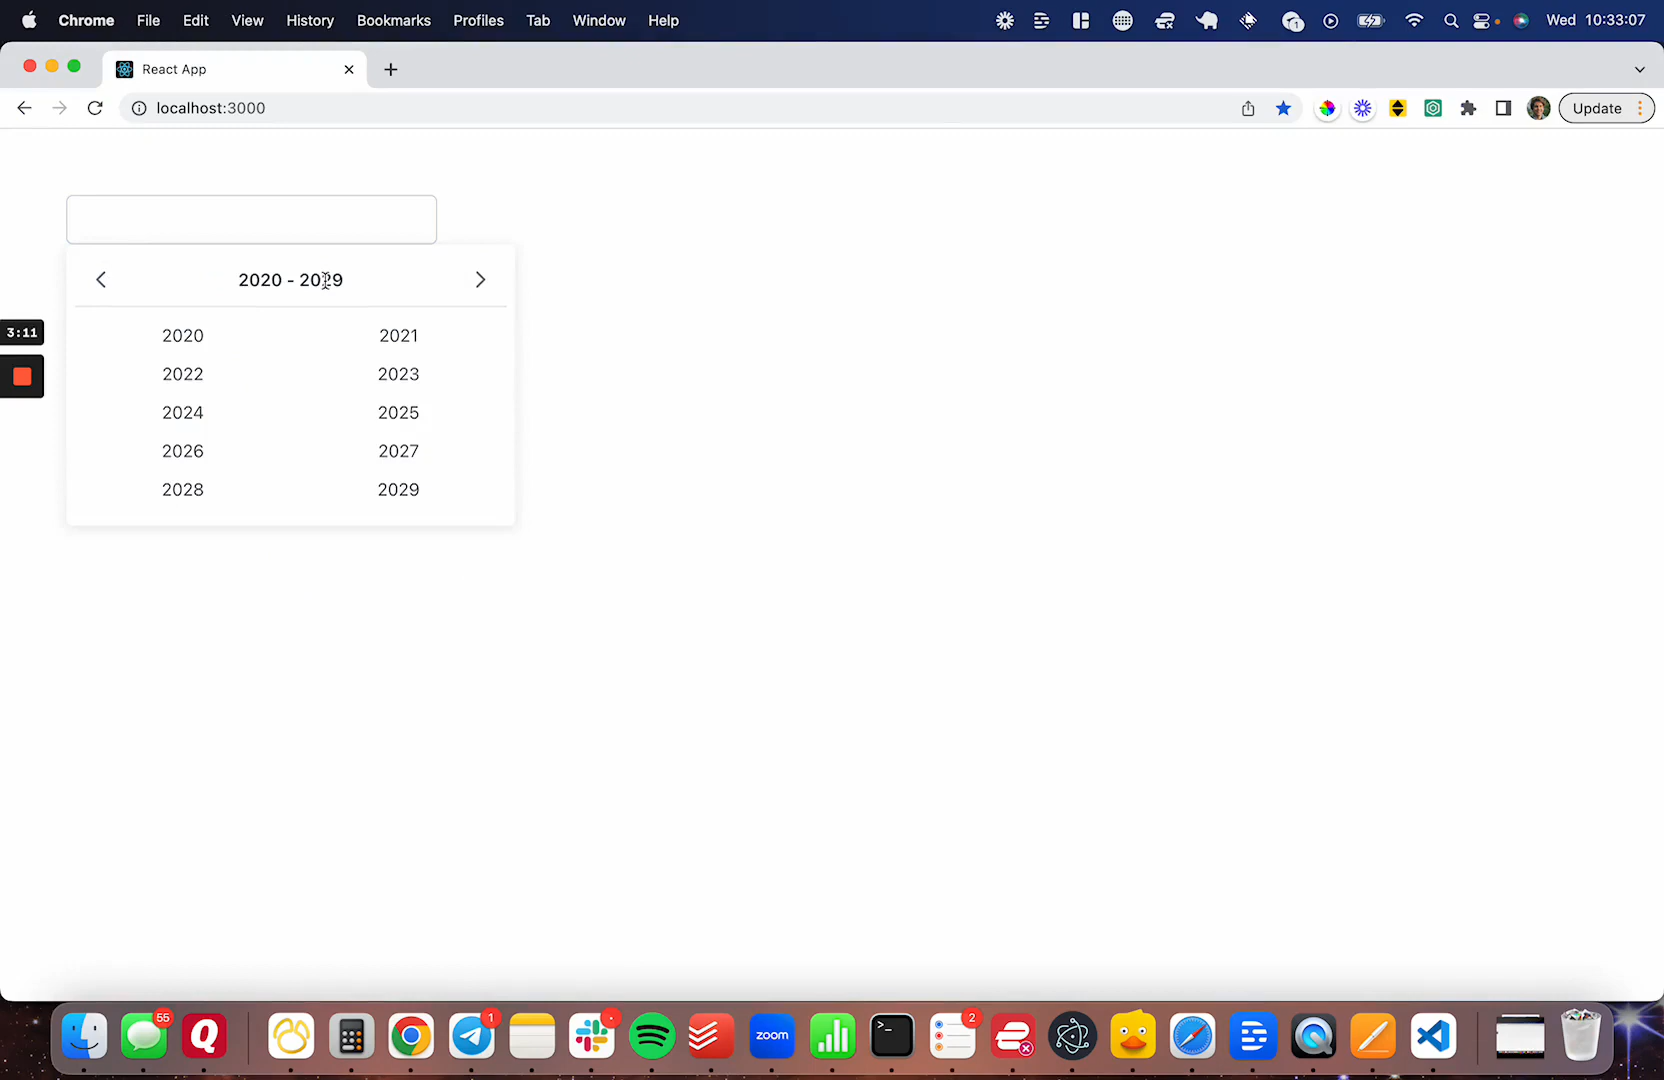 Chrome File Edit View History Bookmarks Profiles Tab Window Help 1 Wed 10:33:07
React App
localhost:3000 Update
2020 - 2029
3:11
2020 2021
2022 2023
2024 2025
2026 2027
2028 2029
55 1 2
Q zoom >_